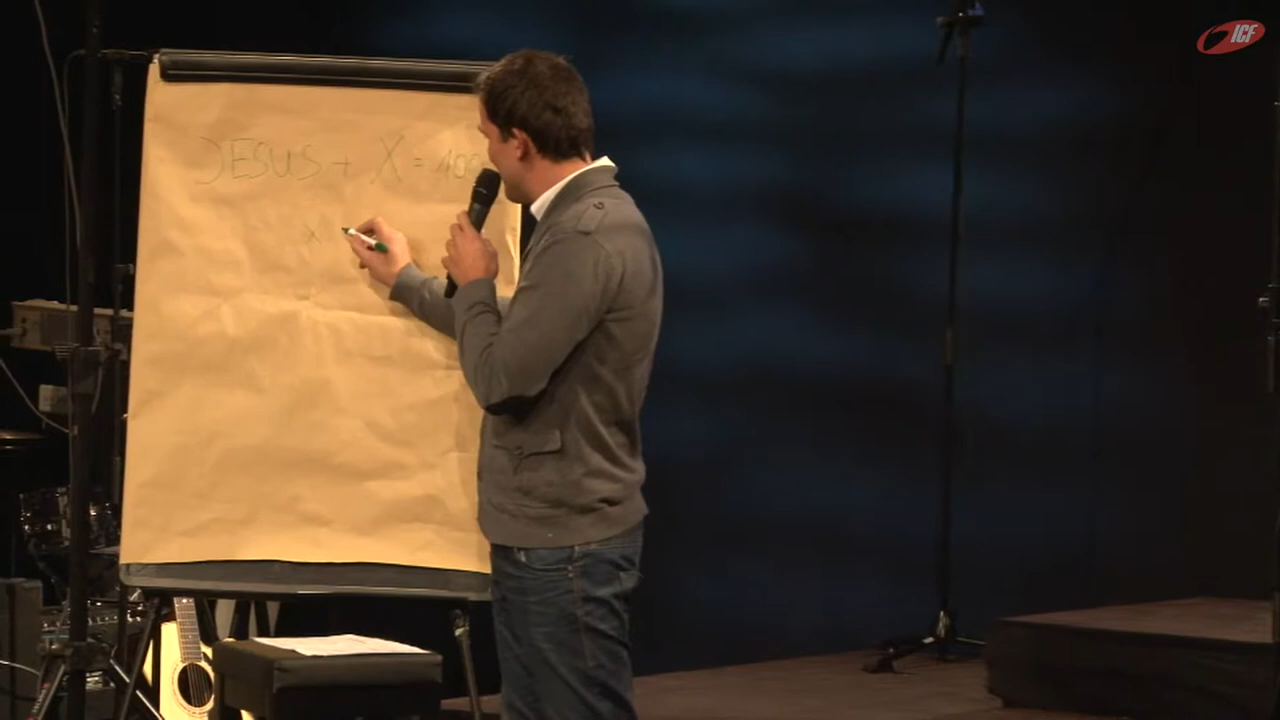 JESUS + X = 100
X
ICF